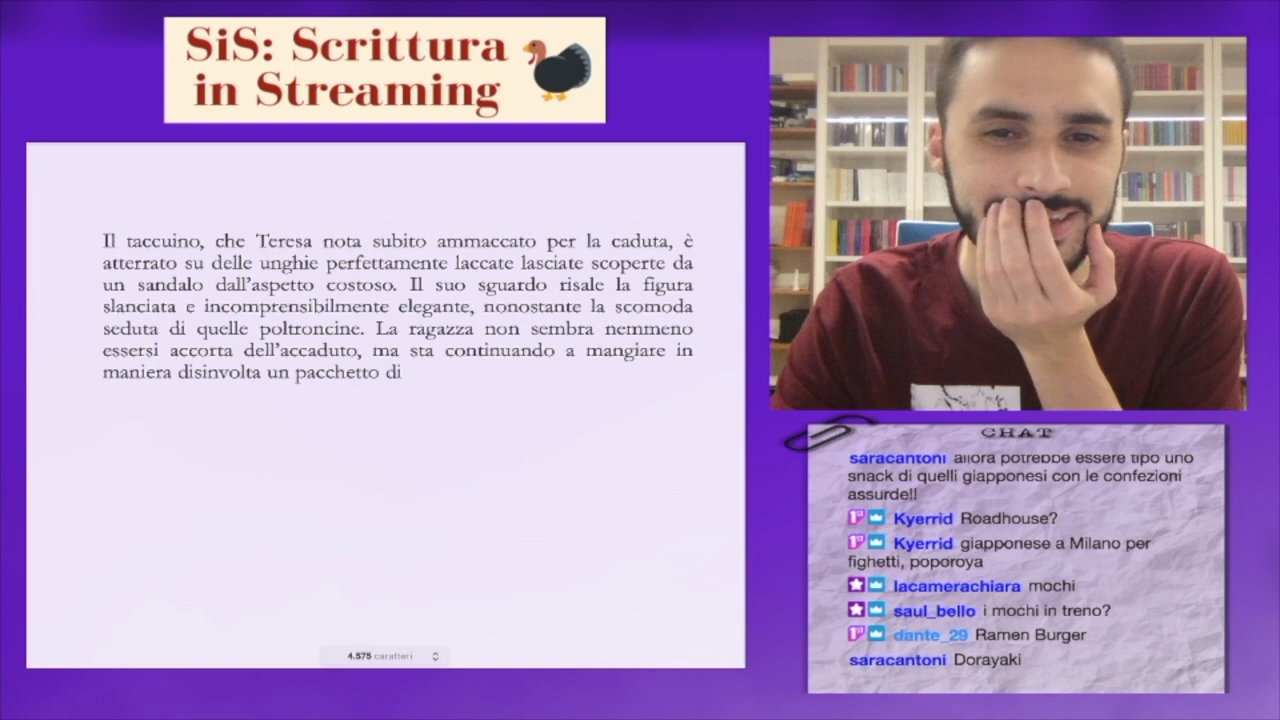 SiS: Scrittura
in Streaming
Il taccuino, che Teresa nota subito ammaccato per la caduta, è
atterrato su delle unghie perfettamente laccate lasciate scoperte da
un sandalo dall'aspetto costoso. Il suo sguardo risale la figura
slanciata e incomprensibilmente elegante, nonostante la scomoda
seduta di quelle poltroncine. La ragazza non sembra nemmeno
essersi accorta dell'accaduto, ma sta continuando a mangiare in
maniera disinvolta un pacchetto di
4.575 caratteri
CHAT
saracantoni allora potrebbe essere tipo uno
snack di quelli giapponesi con le confezioni
assurde!!
Kyerrid Roadhouse?
Kyerrid giapponese a Milano per
fighetti, poporoya
lacamerachiara mochi
saul_bello i mochi in treno?
dante_29 Ramen Burger
saracantoni Dorayaki